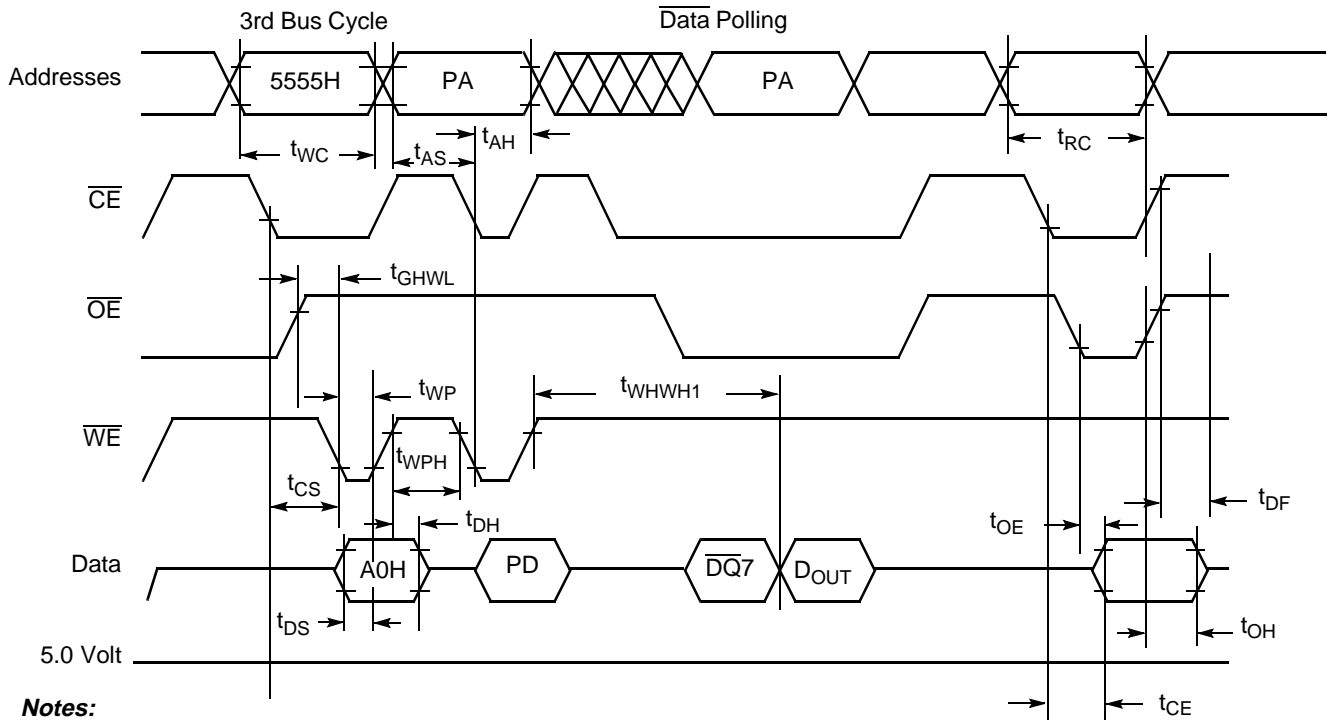 3rd Bus Cycle
Data Polling
Addresses
5555H
PA
PA
tWC
tAS
tAH
tRC
CE
tGHWL
OE
tWP
tWHWH1
WE
tWPH
tCS
tDH
tOE
tDF
Data
A0H
PD
DQ7
DOUT
tDS
tOH
5.0 Volt
tCE
Notes: